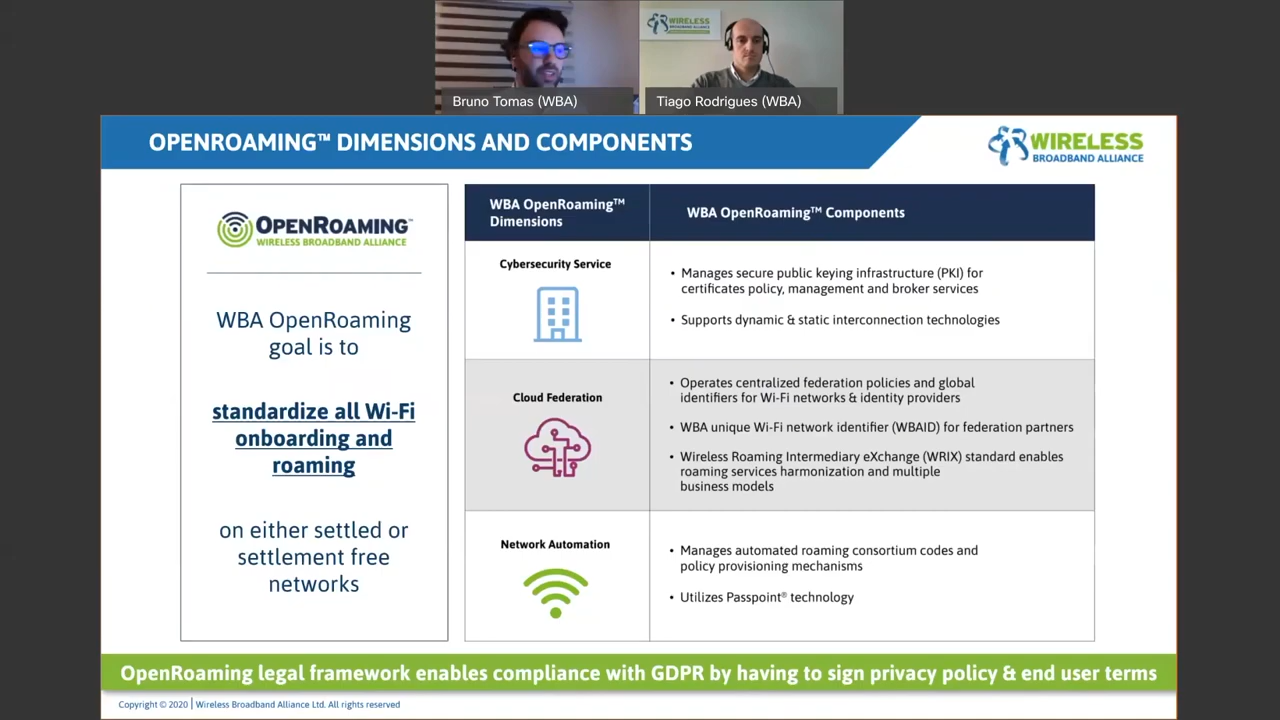 WIRELESS
Bruno Tomas (WBA)
Tiago Rodrigues (WBA)
OPENROAMING™ DIMENSIONS AND COMPONENTS
WIRELESS
BROADBAND ALLIANCE
OPENROAMING™
WIRELESS BROADBAND ALLIANCE
WBA OpenRoaming
goal is to
standardize all Wi-Fi
onboarding and
roaming
on either settled or
settlement free
networks
WBA OpenRoaming™
Dimensions
WBA OpenRoaming™ Components
Cybersecurity Service
• Manages secure public keying infrastructure (PKI) for
certificates policy, management and broker services
• Supports dynamic & static interconnection technologies
Cloud Federation
• Operates centralized federation policies and global
identifiers for Wi-Fi networks & identity providers
• WBA unique Wi-Fi network identifier (WBAID) for federation partners
• Wireless Roaming Intermediary eXchange (WRIX) standard enables
roaming services harmonization and multiple
business models
Network Automation
• Manages automated roaming consortium codes and
policy provisioning mechanisms
• Utilizes Passpoint® technology
OpenRoaming legal framework enables compliance with GDPR by having to sign privacy policy & end user terms
Copyright © 2020 | Wireless Broadband Alliance Ltd. All rights reserved